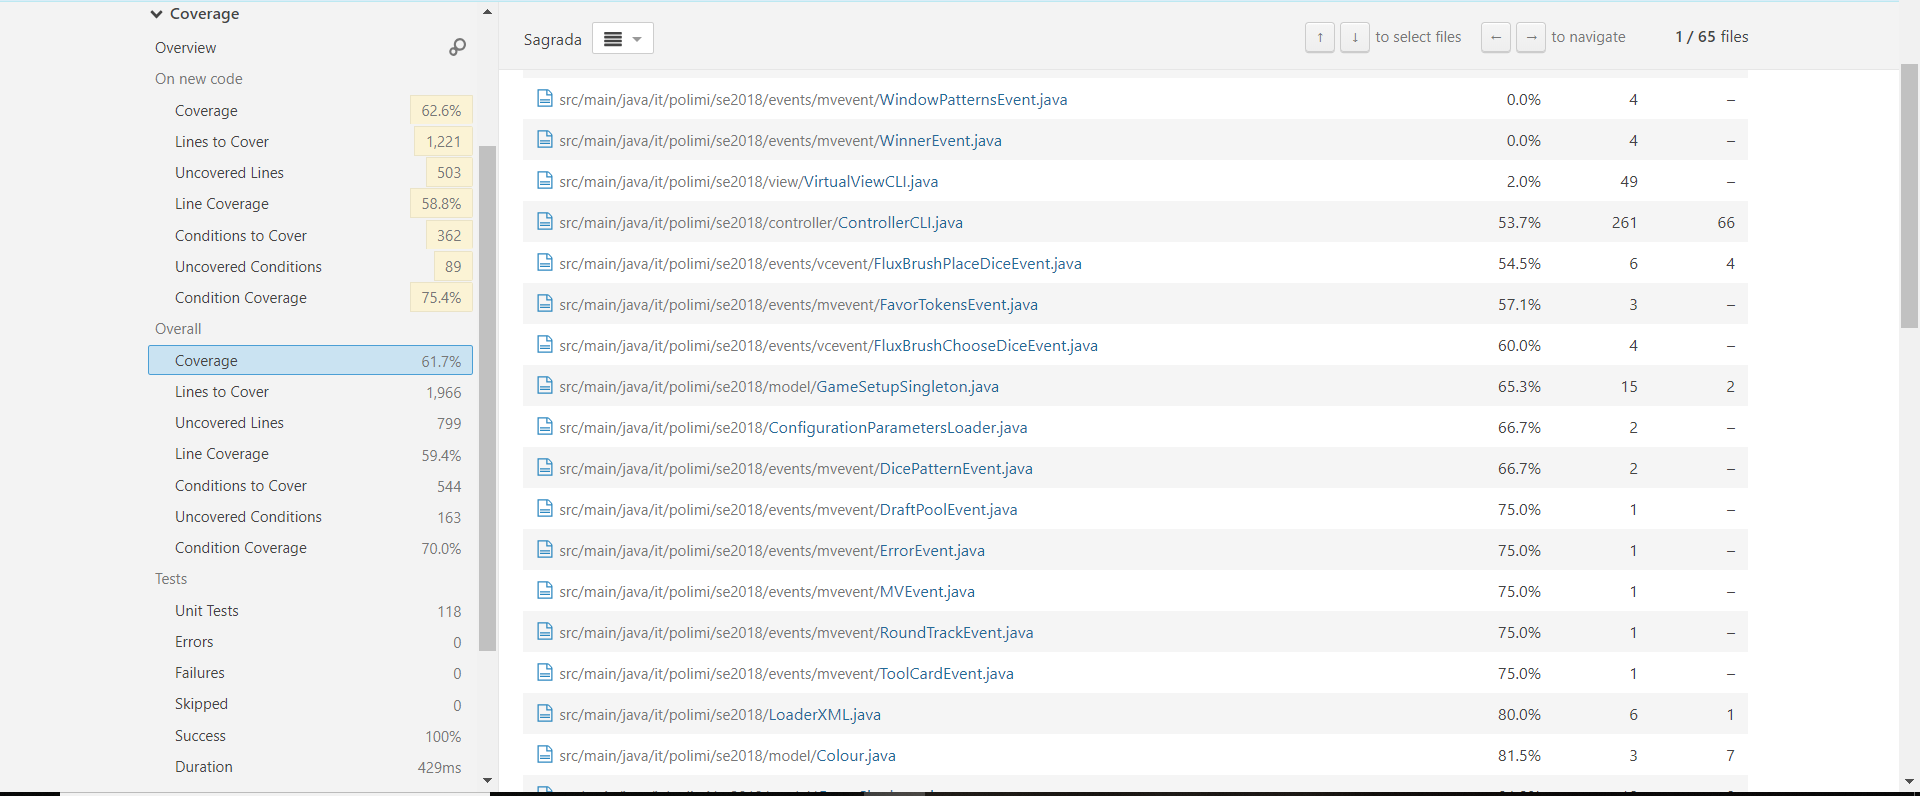 Coverage
Overview
On new code
Coverage 62.6%
Lines to Cover 1,221
Uncovered Lines 503
Line Coverage 58.8%
Conditions to Cover 362
Uncovered Conditions 89
Condition Coverage 75.4%
Overall
Coverage 61.7%
Lines to Cover 1,966
Uncovered Lines 799
Line Coverage 59.4%
Conditions to Cover 544
Uncovered Conditions 163
Condition Coverage 70.0%
Tests
Unit Tests 118
Errors 0
Failures 0
Skipped 0
Success 100%
Duration 429ms
Sagrada ↑ ↓ to select files ← → to navigate 1 / 65 files
src/main/java/it/polimi/se2018/events/mvevent/WindowPatternsEvent.java 0.0% 4 –
src/main/java/it/polimi/se2018/events/mvevent/WinnerEvent.java 0.0% 4 –
src/main/java/it/polimi/se2018/view/VirtualViewCLI.java 2.0% 49 –
src/main/java/it/polimi/se2018/controller/ControllerCLI.java 53.7% 261 66
src/main/java/it/polimi/se2018/events/vcevent/FluxBrushPlaceDiceEvent.java 54.5% 6 4
src/main/java/it/polimi/se2018/events/mvevent/FavorTokensEvent.java 57.1% 3 –
src/main/java/it/polimi/se2018/events/vcevent/FluxBrushChooseDiceEvent.java 60.0% 4 –
src/main/java/it/polimi/se2018/model/GameSetupSingleton.java 65.3% 15 2
src/main/java/it/polimi/se2018/ConfigurationParametersLoader.java 66.7% 2 –
src/main/java/it/polimi/se2018/events/mvevent/DicePatternEvent.java 66.7% 2 –
src/main/java/it/polimi/se2018/events/mvevent/DraftPoolEvent.java 75.0% 1 –
src/main/java/it/polimi/se2018/events/mvevent/ErrorEvent.java 75.0% 1 –
src/main/java/it/polimi/se2018/events/mvevent/MVEvent.java 75.0% 1 –
src/main/java/it/polimi/se2018/events/mvevent/RoundTrackEvent.java 75.0% 1 –
src/main/java/it/polimi/se2018/events/mvevent/ToolCardEvent.java 75.0% 1 –
src/main/java/it/polimi/se2018/LoaderXML.java 80.0% 6 1
src/main/java/it/polimi/se2018/model/Colour.java 81.5% 3 7